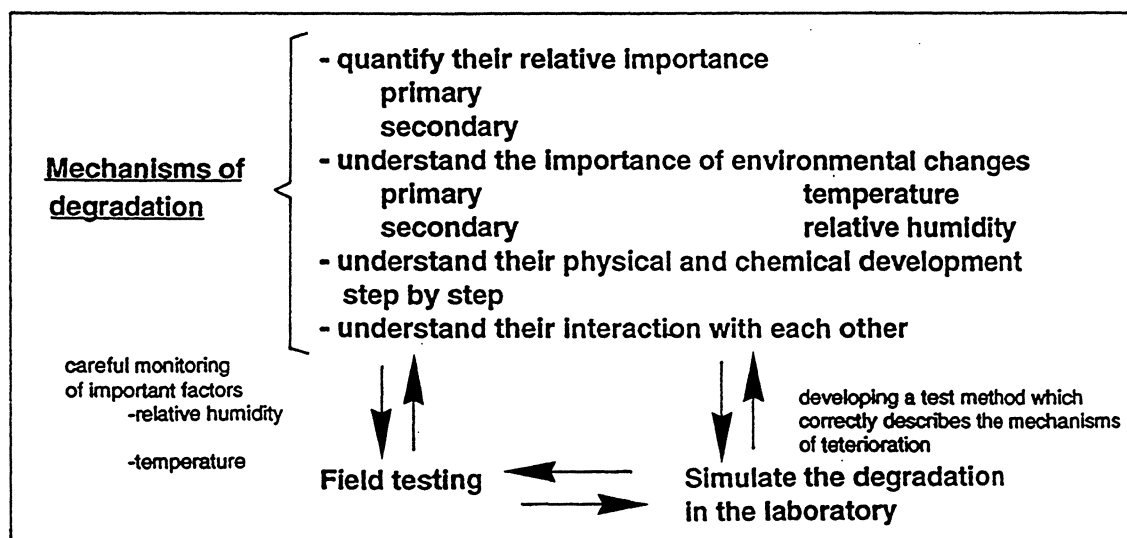 Mechanisms of
degradation
- quantify their relative importance
primary
secondary
- understand the importance of environmental changes
primary temperature
secondary relative humidity
- understand their physical and chemical development
step by step
- understand their interaction with each other
careful monitoring
of important factors
-relative humidity
-temperature
developing a test method which
correctly describes the mechanisms
of teterioration
Field testing
Simulate the degradation
in the laboratory